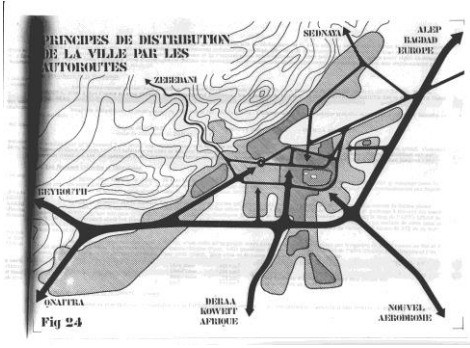 PRINCIPES DE DISTRIBUTION
DE LA VILLE PAR LES
AUTOROUTES
SEDNAYA
ALEP
BAGDAD
EUROPE
ZEBEDANI
BEYROUTH
QNAITRA
DERAA
KOWEIT
AFRIQUE
NOUVEL
AERODROME
Fig 24